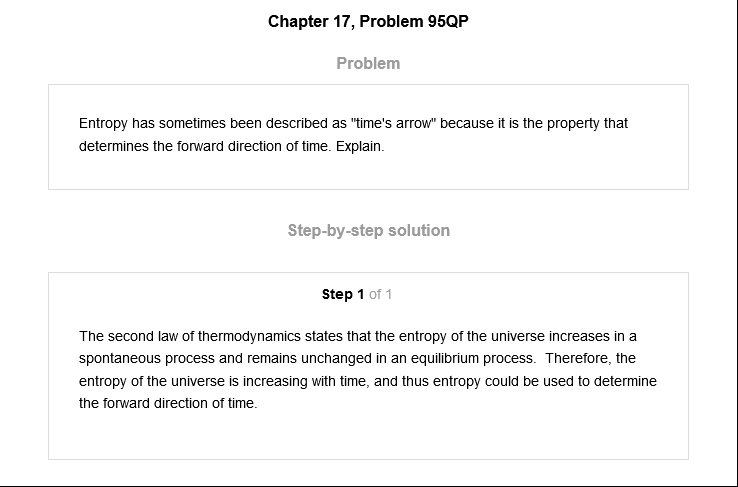 Chapter 17, Problem 95QP
Problem
Entropy has sometimes been described as "time's arrow" because it is the property that
determines the forward direction of time. Explain.
Step-by-step solution
Step 1 of 1
The second law of thermodynamics states that the entropy of the universe increases in a
spontaneous process and remains unchanged in an equilibrium process.  Therefore, the
entropy of the universe is increasing with time, and thus entropy could be used to determine
the forward direction of time.